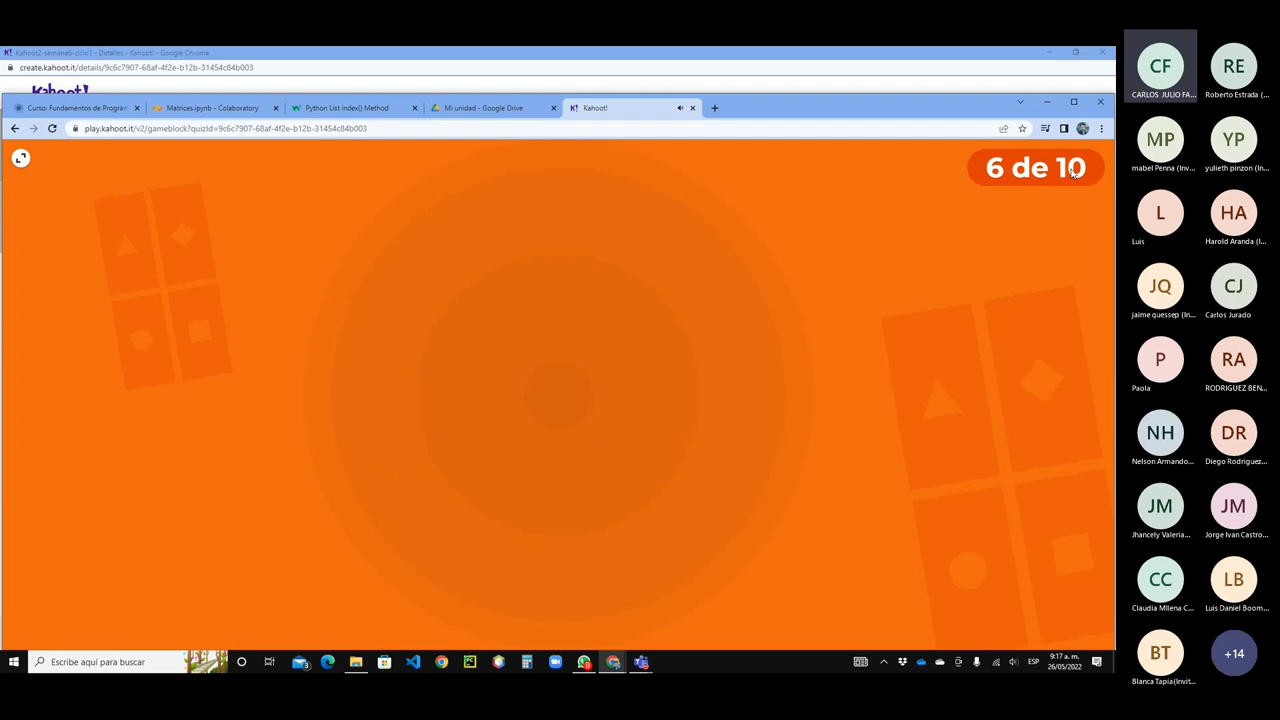 Kahoot2-semana5-ciclo1 - Detalles - Kahoot! - Google Chrome
create.kahoot.it/details/9c6c7907-68af-4f2e-b12b-31454c84b003
Kahoot!
Curso: Fundamentos de Program
Matrices.ipynb - Colaboratory
Python List index() Method
Mi unidad - Google Drive
Kahoot!
play.kahoot.it/v2/gameblock?quizId=9c6c7907-68af-4f2e-b12b-31454c84b003
6 de 10
CF
CARLOS JULIO FA...
RE
Roberto Estrada (...
MP
mabel Penna (Inv...
YP
yulieth pinzon (In...
L
Luis
HA
Harold Aranda (I...
JQ
jaime quessep (In...
CJ
Carlos Jurado
P
Paola
RA
RODRIGUEZ BEN...
NH
Nelson Armando...
DR
Diego Rodriguez...
JM
Jhancely Valeria...
JM
Jorge Ivan Castro...
CC
Claudia MIlena C...
LB
Luis Daniel Boom...
BT
Blanca Tapia(Invit...
+14
Escribe aquí para buscar
ESP
9:17 a. m.
26/05/2022